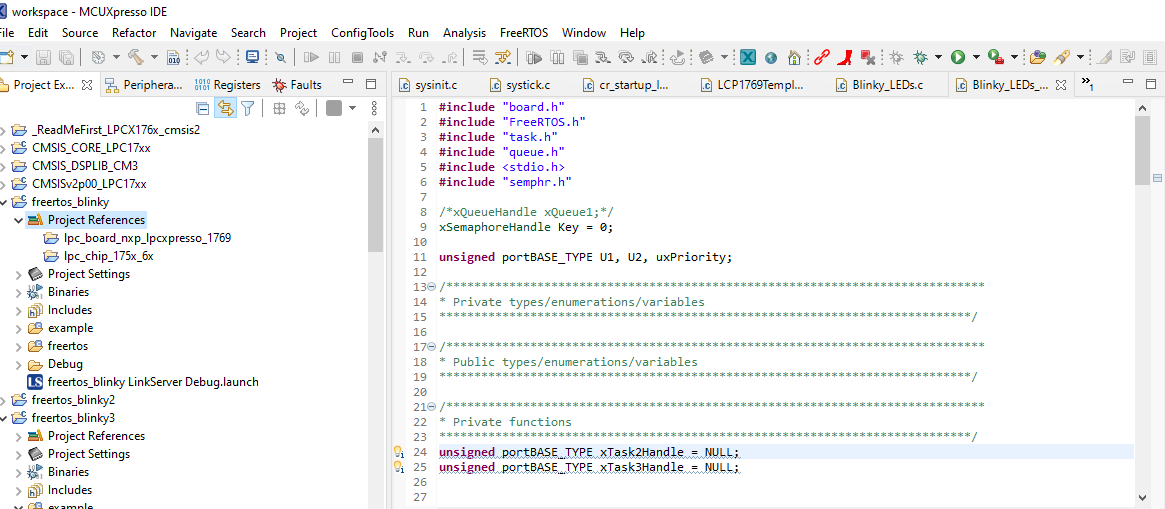 workspace - MCUXpresso IDE
File Edit Source Refactor Navigate Search Project ConfigTools Run Analysis FreeRTOS Window Help
Project Ex... Periphera... Registers Faults
sysinit.c systick.c cr_startup_l... LCP1769Templ... Blinky_LEDs.c Blinky_LEDs_... »1
_ReadMeFirst_LPCX176x_cmsis2
CMSIS_CORE_LPC17xx
CMSIS_DSPLIB_CM3
CMSISv2p00_LPC17xx
freertos_blinky
Project References
lpc_board_nxp_lpcxpresso_1769
lpc_chip_175x_6x
Project Settings
Binaries
Includes
example
freertos
Debug
freertos_blinky LinkServer Debug.launch
freertos_blinky2
freertos_blinky3
Project References
Project Settings
Binaries
Includes
example
1 #include "board.h"
2 #include "FreeRTOS.h"
3 #include "task.h"
4 #include "queue.h"
5 #include <stdio.h>
6 #include "semphr.h"
7
8 /*xQueueHandle xQueue1;*/
9 xSemaphoreHandle Key = 0;
10
11 unsigned portBASE_TYPE U1, U2, uxPriority;
12
13 /*****************************************************************************
14 * Private types/enumerations/variables
15 ****************************************************************************/
16
17 /*****************************************************************************
18 * Public types/enumerations/variables
19 ****************************************************************************/
20
21 /*****************************************************************************
22 * Private functions
23 ****************************************************************************/
24 unsigned portBASE_TYPE xTask2Handle = NULL;
25 unsigned portBASE_TYPE xTask3Handle = NULL;
26
27